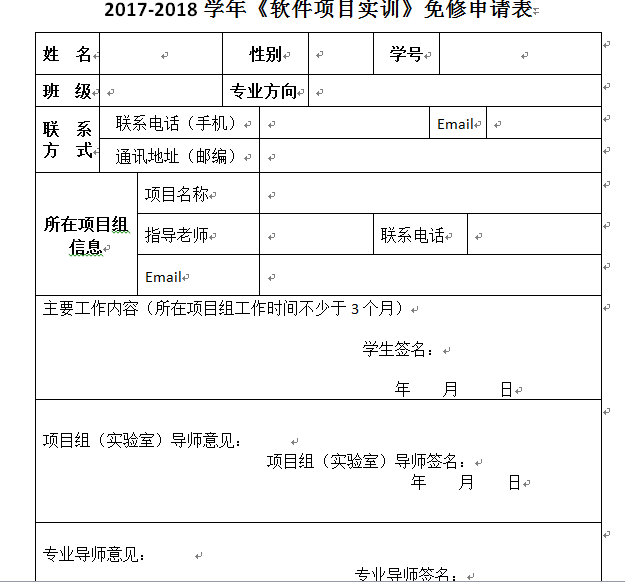 2017-2018 学年《软件项目实训》免修申请表
姓 名 性别 学号
班 级 专业方向
联 系 方 式
联系电话（手机） Email
通讯地址（邮编）
所在项目组
信息
项目名称
指导老师 联系电话
Email
主要工作内容（所在项目组工作时间不少于 3 个月）
学生签名：
年 月 日
项目组（实验室）导师意见：
项目组（实验室）导师签名：
年 月 日
专业导师意见：
专业导师签名：